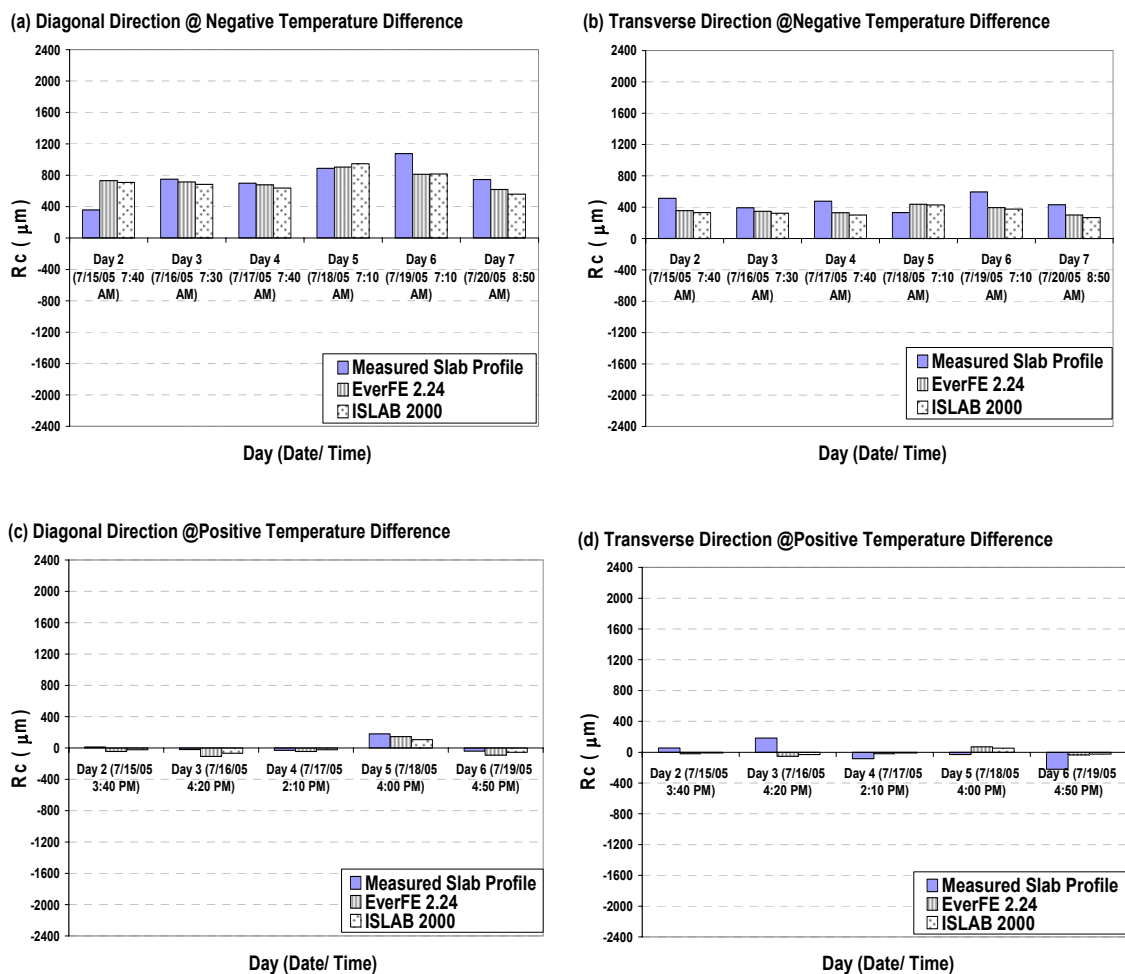 (a) Diagonal Direction @ Negative Temperature Difference
2400
2000
1600
1200
800
400
0
-400
-800
-1200
-1600
-2000
-2400
Rc ( μm)
Day 2 Day 3 Day 4 Day 5 Day 6 Day 7
(7/15/05 7:40 (7/16/05 7:30 (7/17/05 7:40 (7/18/05 7:10 (7/19/05 7:10 (7/20/05 8:50
AM) AM) AM) AM) AM) AM)
Measured Slab Profile
EverFE 2.24
ISLAB 2000
Day (Date/ Time)
(b) Transverse Direction @Negative Temperature Difference
2400
2000
1600
1200
800
400
0
-400
-800
-1200
-1600
-2000
-2400
Rc ( μm)
Day 2 Day 3 Day 4 Day 5 Day 6 Day 7
(7/15/05 7:40 (7/16/05 7:30 (7/17/05 7:40 (7/18/05 7:10 (7/19/05 7:10 (7/20/05 8:50
AM) AM) AM) AM) AM) AM)
Measured Slab Profile
EverFE 2.24
ISLAB 2000
Day (Date/ Time)
(c) Diagonal Direction @Positive Temperature Difference
2400
2000
1600
1200
800
400
0
-400
-800
-1200
-1600
-2000
-2400
Rc ( μm)
Day 2 (7/15/05 Day 3 (7/16/05 Day 4 (7/17/05 Day 5 (7/18/05 Day 6 (7/19/05
3:40 PM) 4:20 PM) 2:10 PM) 4:00 PM) 4:50 PM)
Measured Slab Profile
EverFE 2.24
ISLAB 2000
Day (Date/ Time)
(d) Transverse Direction @Positive Temperature Difference
2400
2000
1600
1200
800
400
0
-400
-800
-1200
-1600
-2000
-2400
Rc ( μm)
Day 2 (7/15/05 Day 3 (7/16/05 Day 4 (7/17/05 Day 5 (7/18/05 Day 6 (7/19/05
3:40 PM) 4:20 PM) 2:10 PM) 4:00 PM) 4:50 PM)
Measured Slab Profile
EverFE 2.24
ISLAB 2000
Day (Date/ Time)